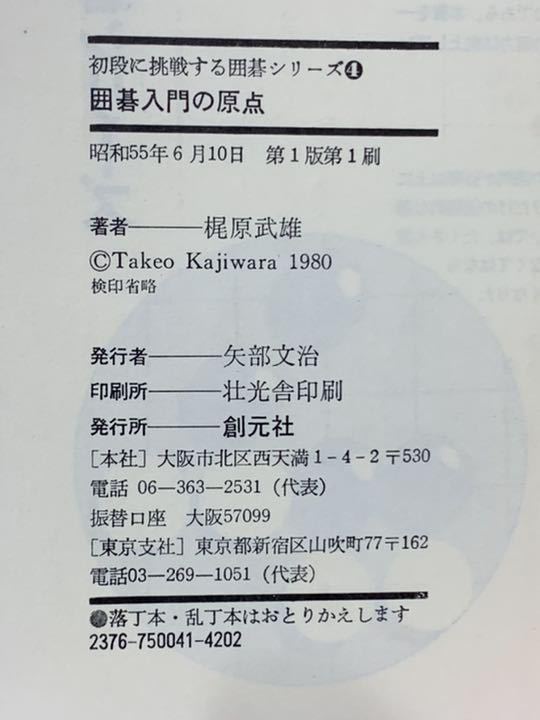 初段に挑戦する囲碁シリーズ❹
囲碁入門の原点
昭和55年6月10日 第1版第1刷
著者———梶原武雄
©Takeo Kajiwara 1980
検印省略
発行者———矢部文治
印刷所———壮光舎印刷
発行所———創元社
[本社] 大阪市北区西天満1-4-2〒530
電話 06-363-2531 (代表)
振替口座 大阪57099
[東京支社] 東京都新宿区山吹町77〒162
電話03-269-1051 (代表)
●落丁本・乱丁本はおとりかえします
2376-750041-4202